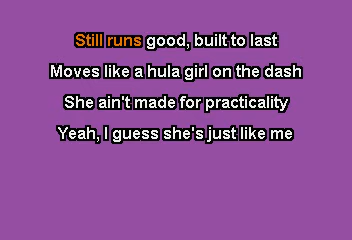 Still runs good, built to last
Moves like a hula girl on the dash
She ain't made for practicality
Yeah, I guess she's just like me